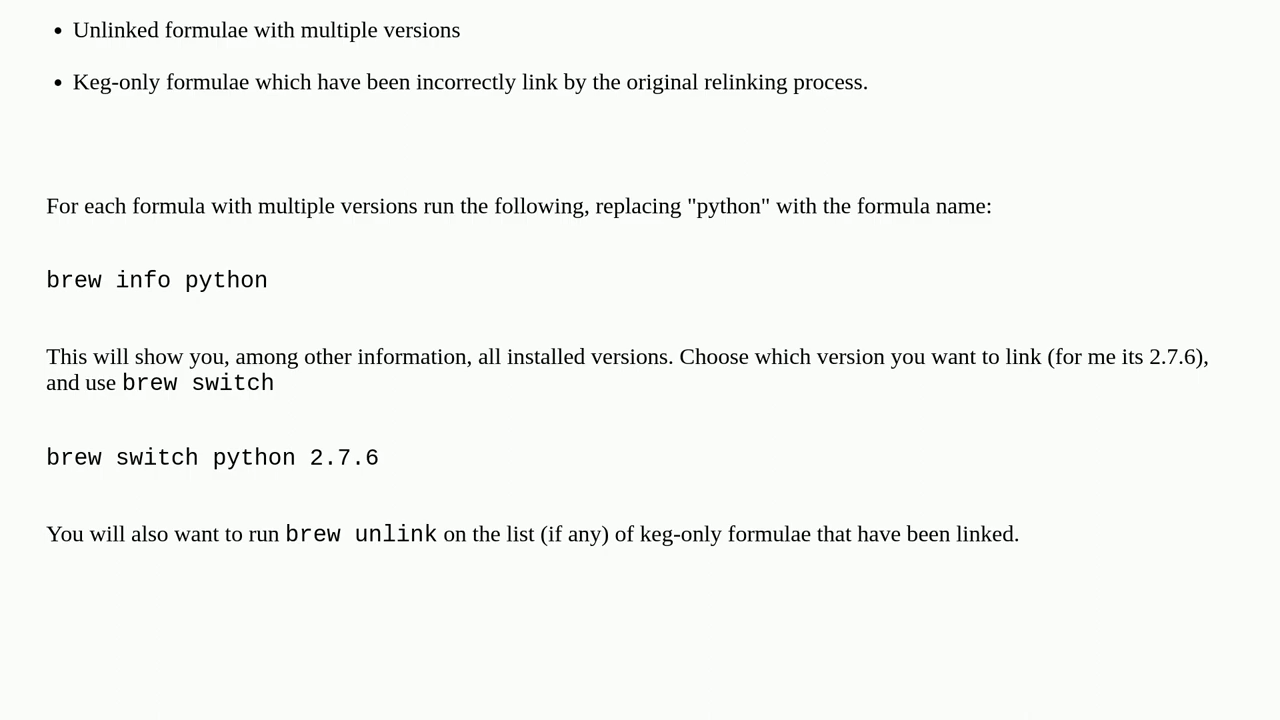 • Unlinked formulae with multiple versions
• Keg-only formulae which have been incorrectly link by the original relinking process.
For each formula with multiple versions run the following, replacing "python" with the formula name:
brew info python
This will show you, among other information, all installed versions. Choose which version you want to link (for me its 2.7.6),
and use brew switch
brew switch python 2.7.6
You will also want to run brew unlink on the list (if any) of keg-only formulae that have been linked.